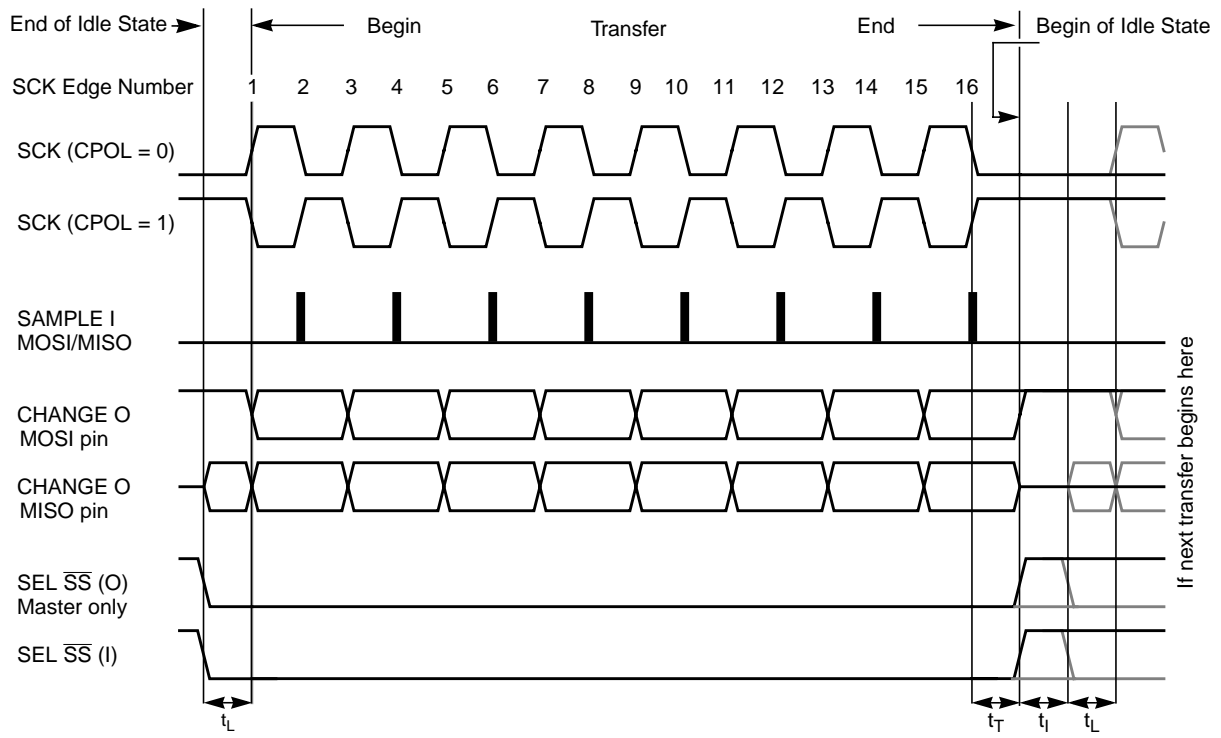 End of Idle State
Begin
Transfer
End
Begin of Idle State
SCK Edge Number
1 2 3 4 5 6 7 8 9 10 11 12 13 14 15 16
SCK (CPOL = 0)
SCK (CPOL = 1)
SAMPLE I
MOSI/MISO
CHANGE O
MOSI pin
CHANGE O
MISO pin
SEL S̅S̅ (O)
Master only
SEL S̅S̅ (I)
tL
tT
tI
tL
If next transfer begins here